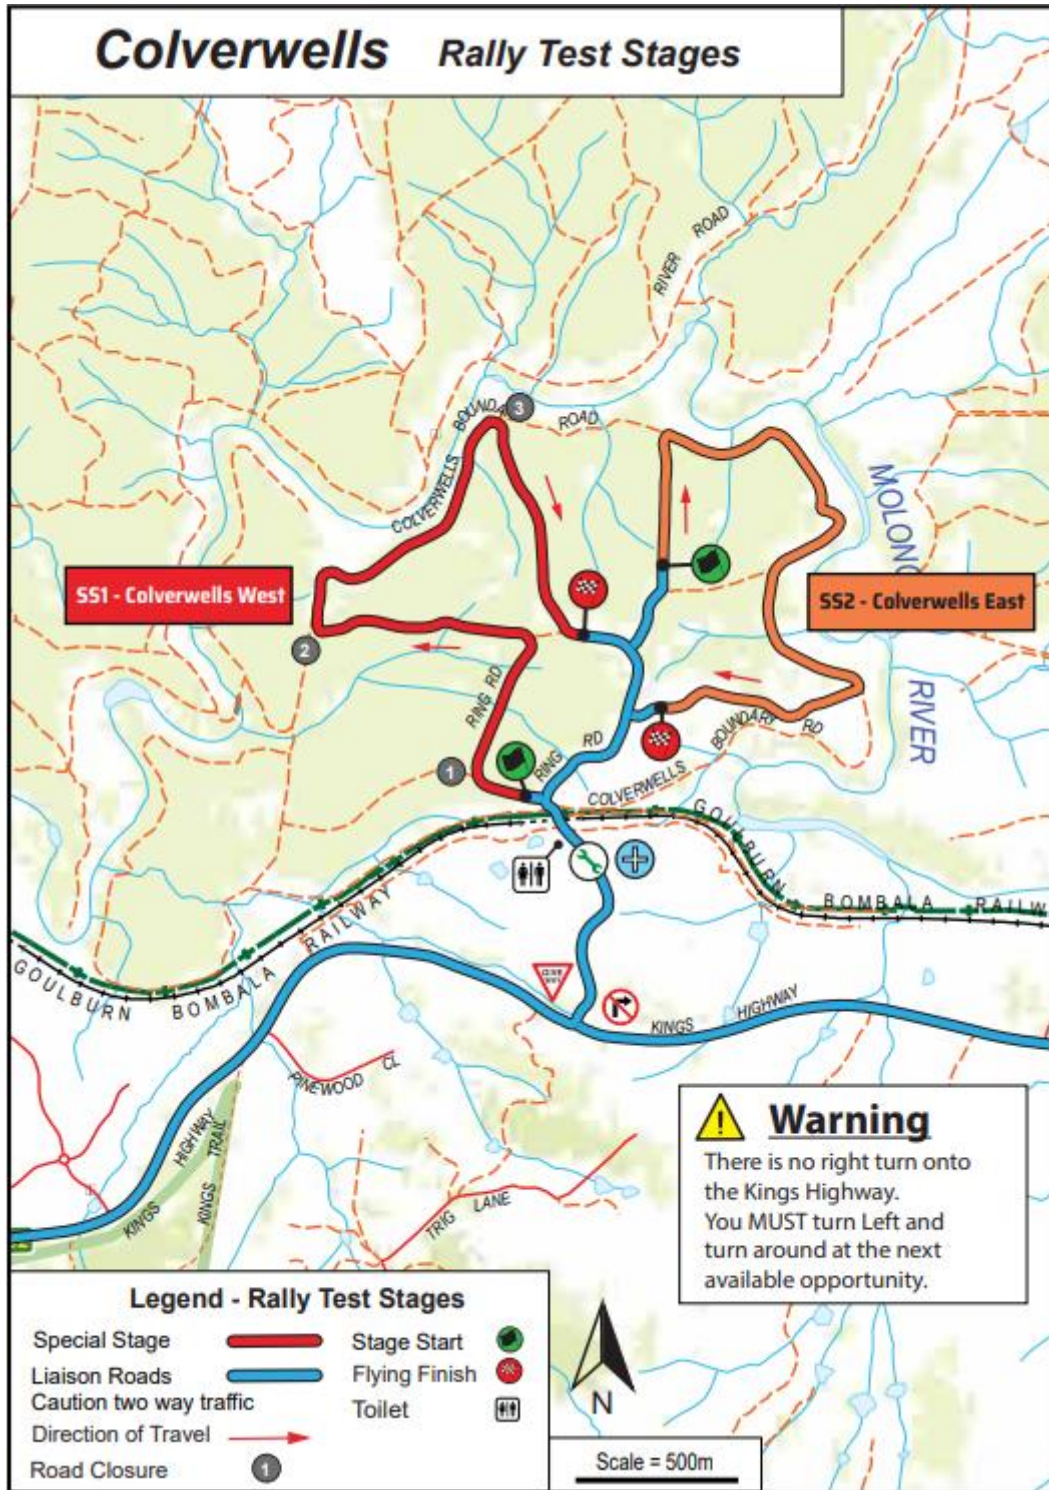 Colverwells Rally Test Stages
RIVER ROAD
COLVERWELLS
ROAD
3
MOLONG
RIVER
SS1 - Colverwells West
SS2 - Colverwells East
2
RING RD
1
RING RD
COLVERWELLS
BOUNDARY RD
GOULBURN
BOMBALA
GOULBURN
BOMBALA
RAILWAY
KINGS
HIGHWAY
PINEWOOD CL
HIGHWAY
KINGS
KINGS TRAIL
TRIG LANE
Warning
There is no right turn onto
the Kings Highway.
You MUST turn Left and
turn around at the next
available opportunity.
Legend - Rally Test Stages
Special Stage
Stage Start
Liaison Roads
Flying Finish
Caution two way traffic
Toilet
Direction of Travel
Road Closure
1
N
Scale = 500m